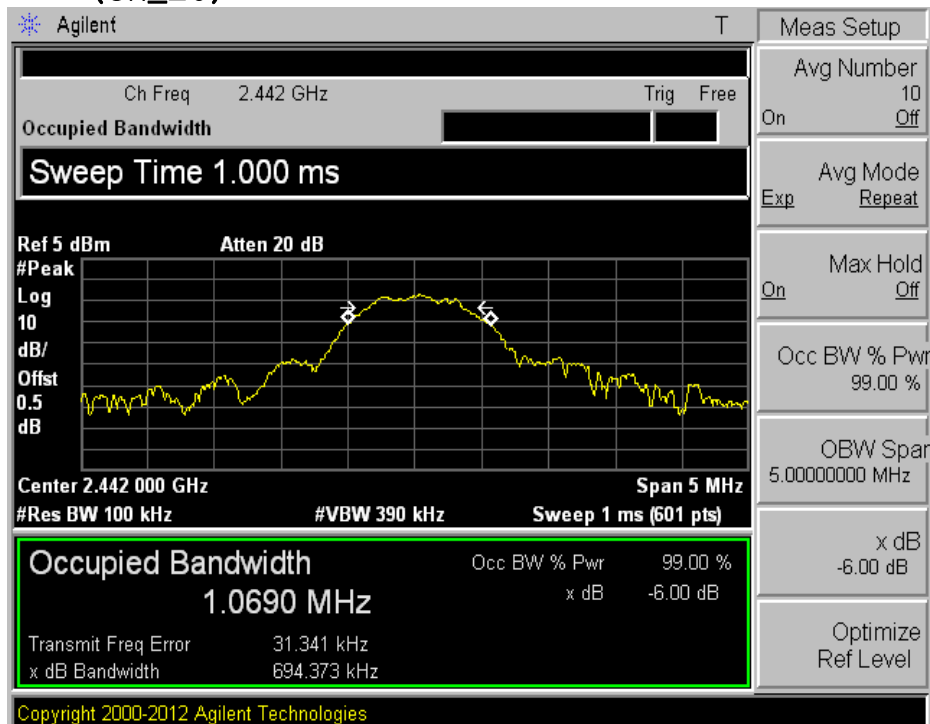 Agilent T
Ch Freq 2.442 GHz Trig Free
Occupied Bandwidth
Sweep Time 1.000 ms
Ref 5 dBm Atten 20 dB
#Peak
Log
10
dB/
Offst
0.5
dB
Center 2.442 000 GHz Span 5 MHz
#Res BW 100 kHz #VBW 390 kHz Sweep 1 ms (601 pts)
Occupied Bandwidth Occ BW % Pwr 99.00 %
1.0690 MHz x dB -6.00 dB
Transmit Freq Error 31.341 kHz
x dB Bandwidth 694.373 kHz
Copyright 2000-2012 Agilent Technologies
Meas Setup
Avg Number
10
On Off
Avg Mode
Exp Repeat
Max Hold
On Off
Occ BW % Pwr
99.00 %
OBW Span
5.00000000 MHz
x dB
-6.00 dB
Optimize
Ref Level